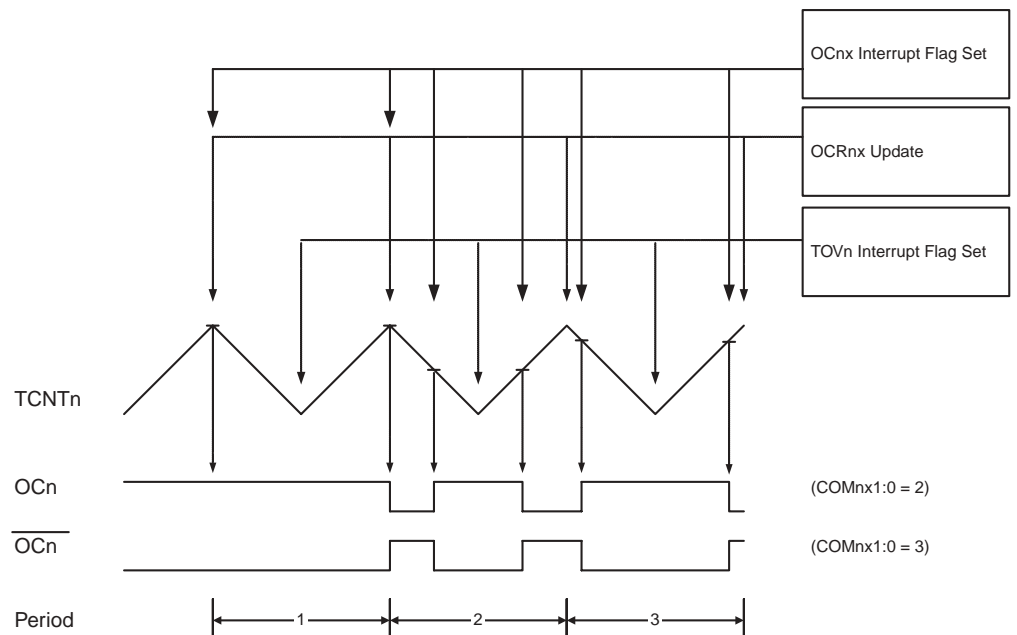 OCnx Interrupt Flag Set
OCRnx Update
TOVn Interrupt Flag Set
TCNTn
OCn
(COMnx1:0 = 2)
OCn
(COMnx1:0 = 3)
Period
1
2
3